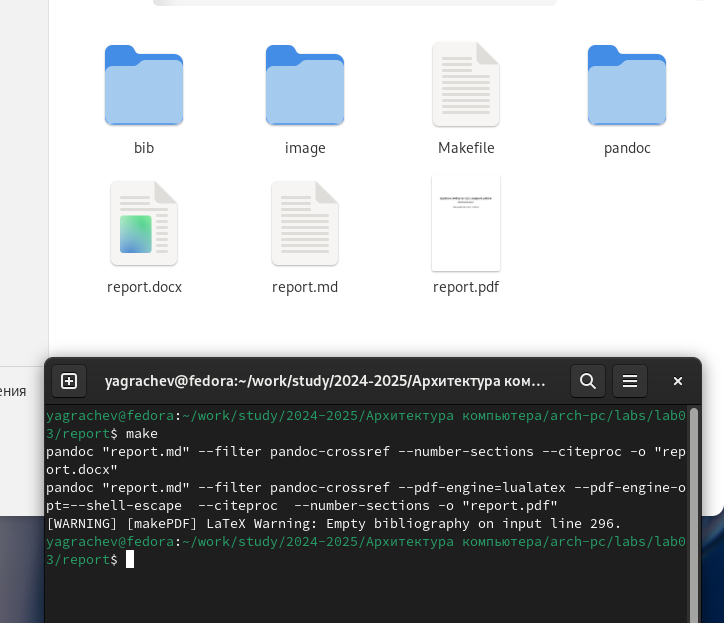 bib
image
Makefile
pandoc
report.docx
report.md
report.pdf
ения
yagrachev@fedora:~/work/study/2024-2025/Архитектура ком...
yagrachev@fedora:~/work/study/2024-2025/Архитектура компьютера/arch-pc/labs/lab0
3/report$ make
pandoc "report.md" --filter pandoc-crossref --number-sections --citeproc -o "rep
ort.docx"
pandoc "report.md" --filter pandoc-crossref --pdf-engine=lualatex --pdf-engine-o
pt=--shell-escape  --citeproc  --number-sections -o "report.pdf"
[WARNING] [makePDF] LaTeX Warning: Empty bibliography on input line 296.
yagrachev@fedora:~/work/study/2024-2025/Архитектура компьютера/arch-pc/labs/lab0
3/report$